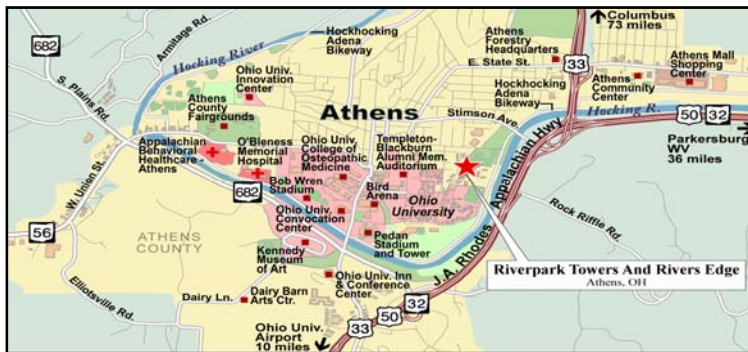 Columbus
73 miles
682
Armitage Rd.
Hocking River
Hockhocking
Adena
Bikeway
Athens
Forestry
Headquarters
33
E. State St.
Athens Mall
Shopping
Center
Ohio Univ.
Innovation
Center
Hockhocking
Adena
Bikeway
Athens
Community
Center
S. Plains Rd.
Athens
County
Fairgrounds
Athens
Stimson Ave
Hocking R.
50
32
Parkersburg
WV
36 miles
Appalachian
Behavioral
Healthcare -
Athens
O'Bleness
Memorial
Hospital
Ohio Univ.
College of
Osteopathic
Medicine
Templeton-
Blackburn
Alumni Mem.
Auditorium
W. Union St.
682
Bob Wren
Stadium
Bird
Arena
Ohio
University
J.A. Rhodes Appalachian Hwy
Rock Riffle Rd.
56
ATHENS
COUNTY
Ohio Univ.
Convocation
Center
Pedan
Stadium
and Tower
Kennedy
Museum
of Art
Riverpark Towers And Rivers Edge
Athens, OH
Elliotsville Rd.
Dairy Ln.
Dairy Barn
Arts Ctr.
Ohio Univ. Inn
& Conference
Center
Ohio Univ.
Airport
10 miles
33
50
32